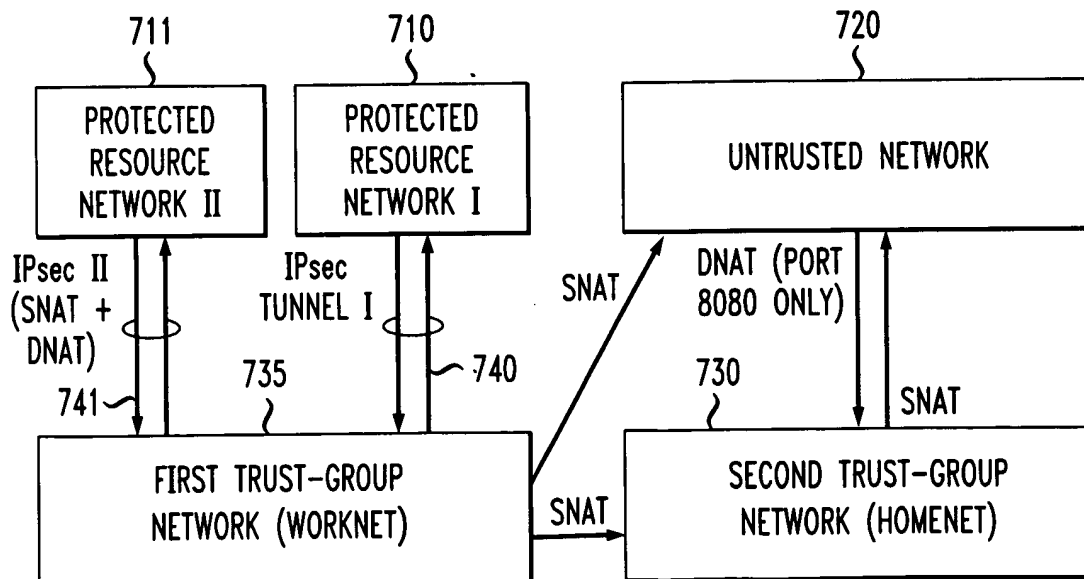 711
710
720
PROTECTED
RESOURCE
NETWORK II
PROTECTED
RESOURCE
NETWORK I
UNTRUSTED NETWORK
IPsec II
(SNAT +
DNAT)
IPsec
TUNNEL I
SNAT
DNAT (PORT
8080 ONLY)
741
735
740
730
SNAT
FIRST TRUST-GROUP
NETWORK (WORKNET)
SNAT
SECOND TRUST-GROUP
NETWORK (HOMENET)